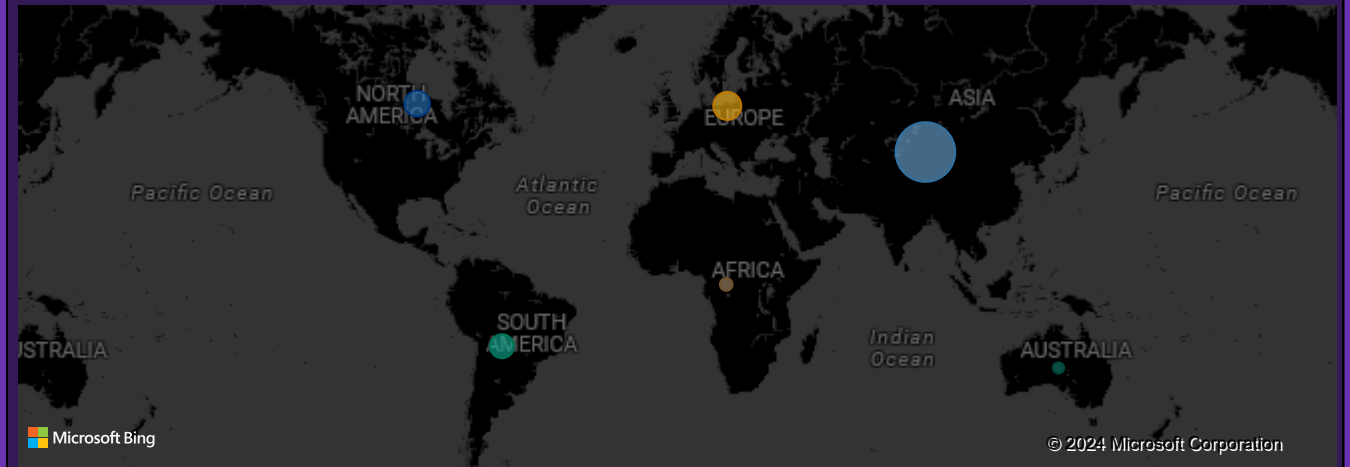 NORTH
AMERICA
ASIA
EUROPE
Pacific Ocean
Atlantic
Ocean
Pacific Ocean
AFRICA
SOUTH
AMERICA
Indian
Ocean
USTRALIA
AUSTRALIA
Microsoft Bing
© 2024 Microsoft Corporation